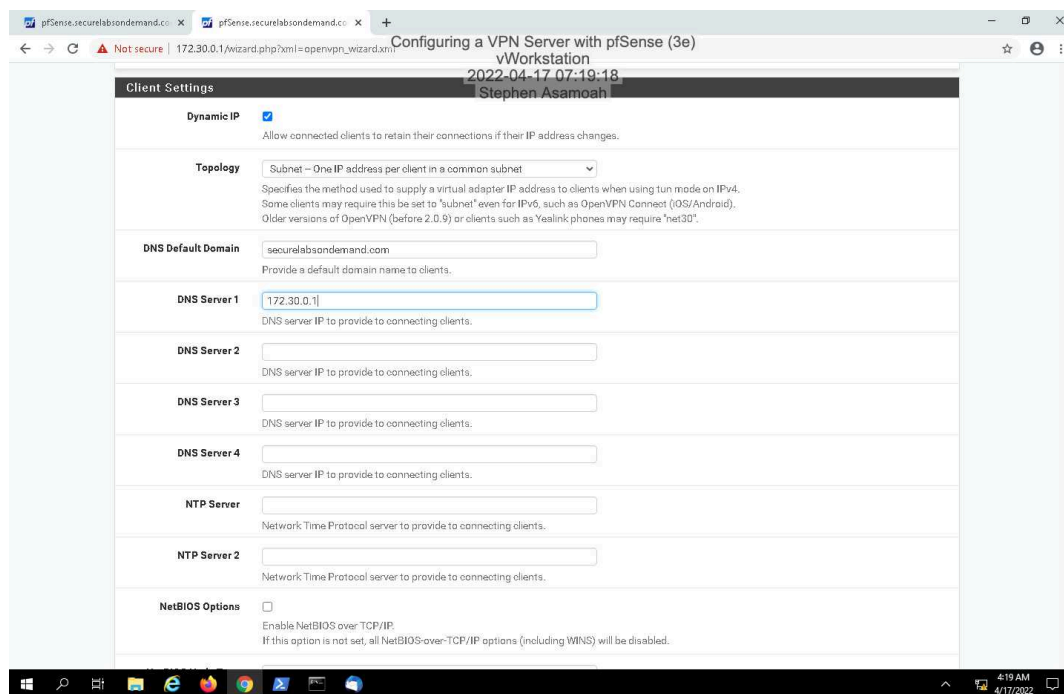 pfSense.securelabsondemand.co
pfSense.securelabsondemand.co
Not secure | 172.30.0.1/wizard.php?xml=openvpn_wizard.xm
Configuring a VPN Server with pfSense (3e)
vWorkstation
2022-04-17 07:19:18
Stephen Asamoah
Client Settings
Dynamic IP
Allow connected clients to retain their connections if their IP address changes.
Topology
Subnet – One IP address per client in a common subnet
Specifies the method used to supply a virtual adapter IP address to clients when using tun mode on IPv4.
Some clients may require this be set to "subnet" even for IPv6, such as OpenVPN Connect (iOS/Android).
Older versions of OpenVPN (before 2.0.9) or clients such as Yealink phones may require "net30".
DNS Default Domain
securelabsondemand.com
Provide a default domain name to clients.
DNS Server 1
172.30.0.1
DNS server IP to provide to connecting clients.
DNS Server 2
DNS server IP to provide to connecting clients.
DNS Server 3
DNS server IP to provide to connecting clients.
DNS Server 4
DNS server IP to provide to connecting clients.
NTP Server
Network Time Protocol server to provide to connecting clients.
NTP Server 2
Network Time Protocol server to provide to connecting clients.
NetBIOS Options
Enable NetBIOS over TCP/IP.
If this option is not set, all NetBIOS-over-TCP/IP options (including WINS) will be disabled.
4:19 AM
4/17/2022